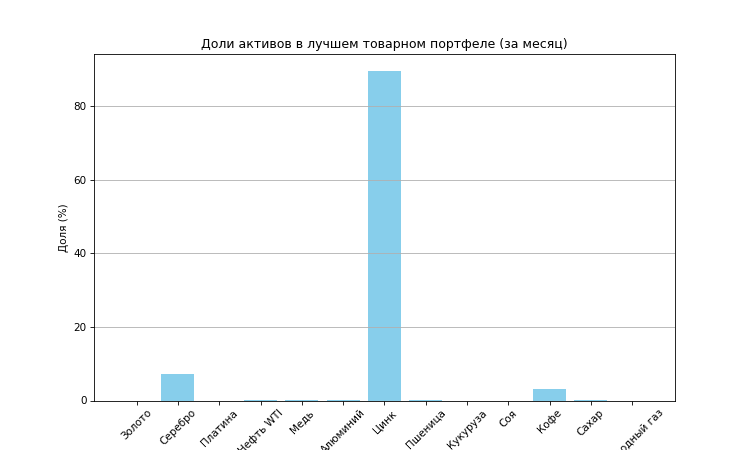 Доли активов в лучшем товарном портфеле (за месяц)
Доля (%)
80
60
40
20
0
Золото
Серебро
Платина
Нефть WTI
Медь
Алюминий
Цинк
Пшеница
Кукуруза
Соя
Кофе
Сахар
газ